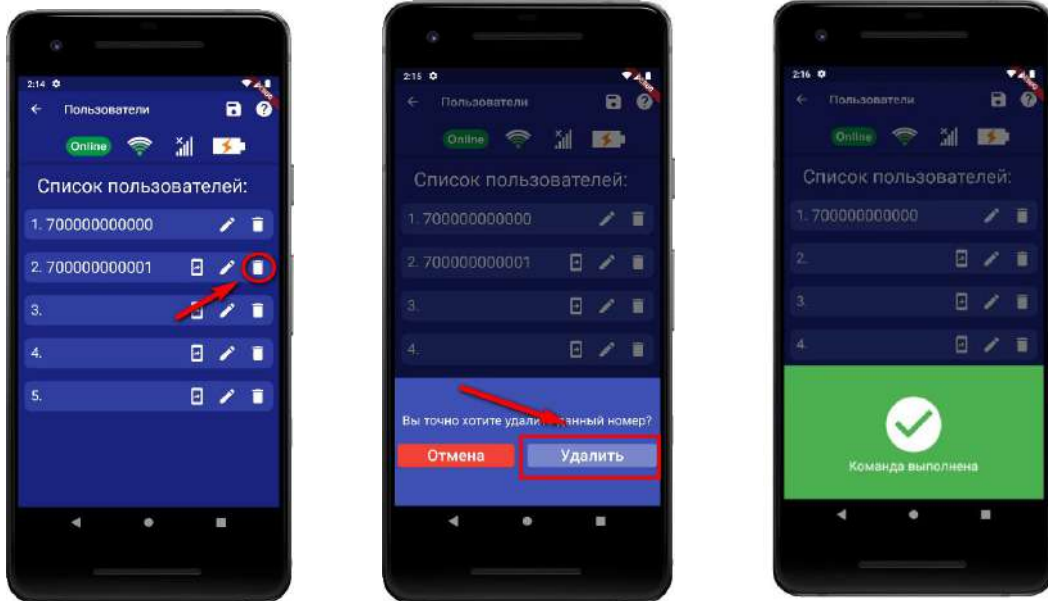 2:14
Пользователи
Online
Список пользователей:
1. 700000000000
2. 700000000001
3.
4.
5.
2:15
Пользователи
Online
Список пользователей:
1. 700000000000
2. 700000000001
3.
4.
Вы точно хотите удалить данный номер?
Отмена
Удалить
2:16
Пользователи
Online
Список пользователей:
1. 700000000000
2.
3.
4.
Команда выполнена